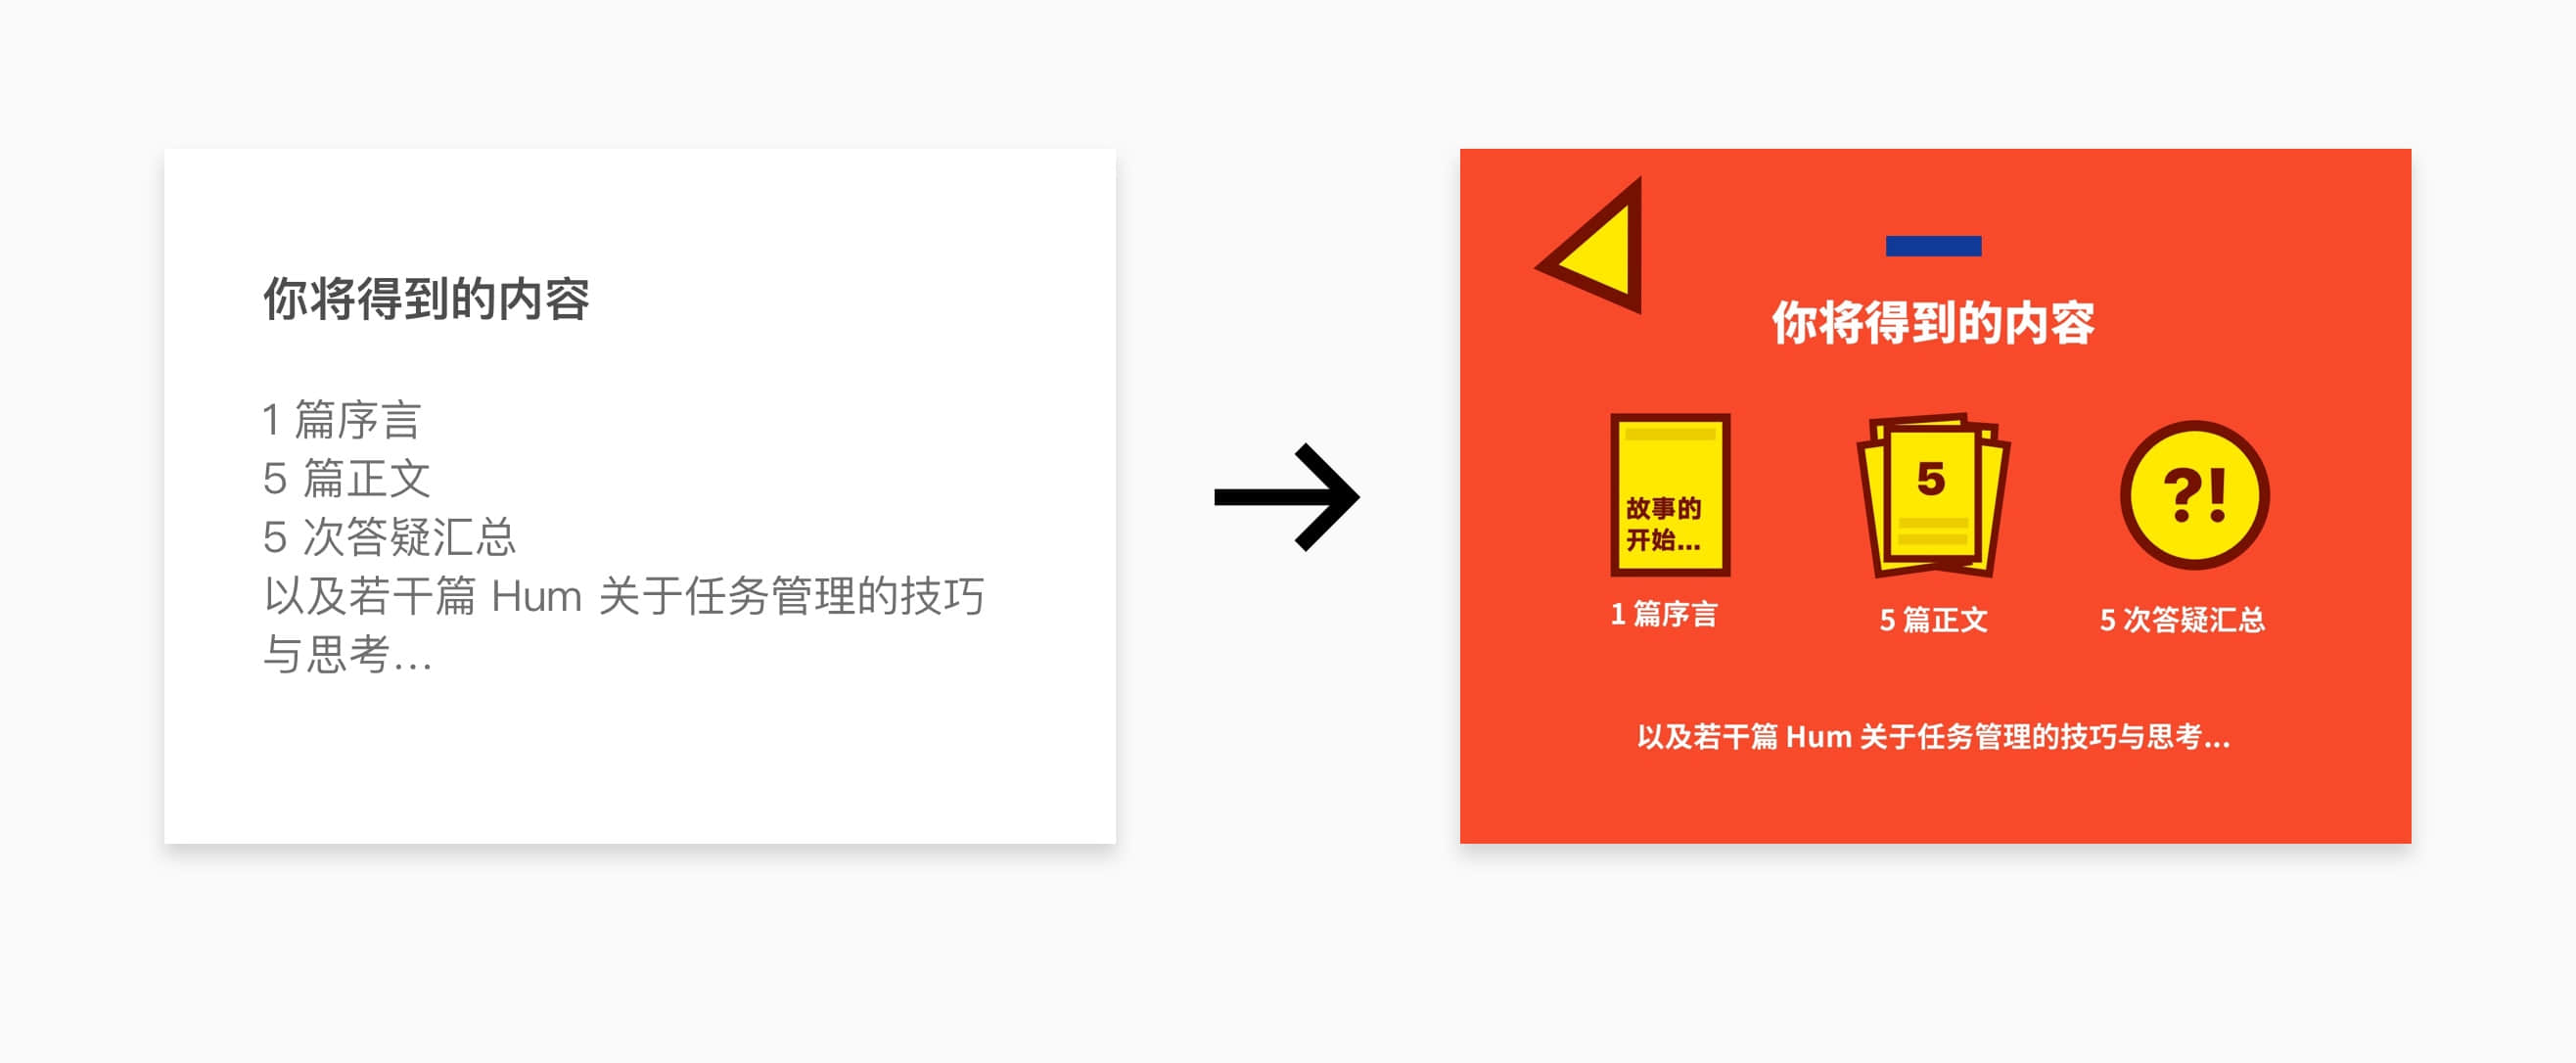 你将得到的内容
1 篇序言
5 篇正文
5 次答疑汇总
以及若干篇 Hum 关于任务管理的技巧
与思考...
你将得到的内容
故事的
开始...
5
?!
1 篇序言
5 篇正文
5 次答疑汇总
以及若干篇 Hum 关于任务管理的技巧与思考...